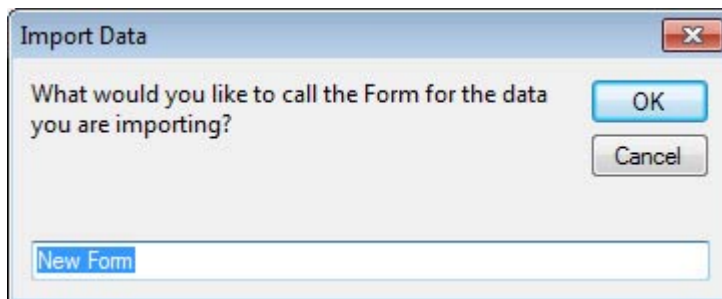 Import Data
What would you like to call the Form for the data
you are importing?
OK
Cancel
New Form